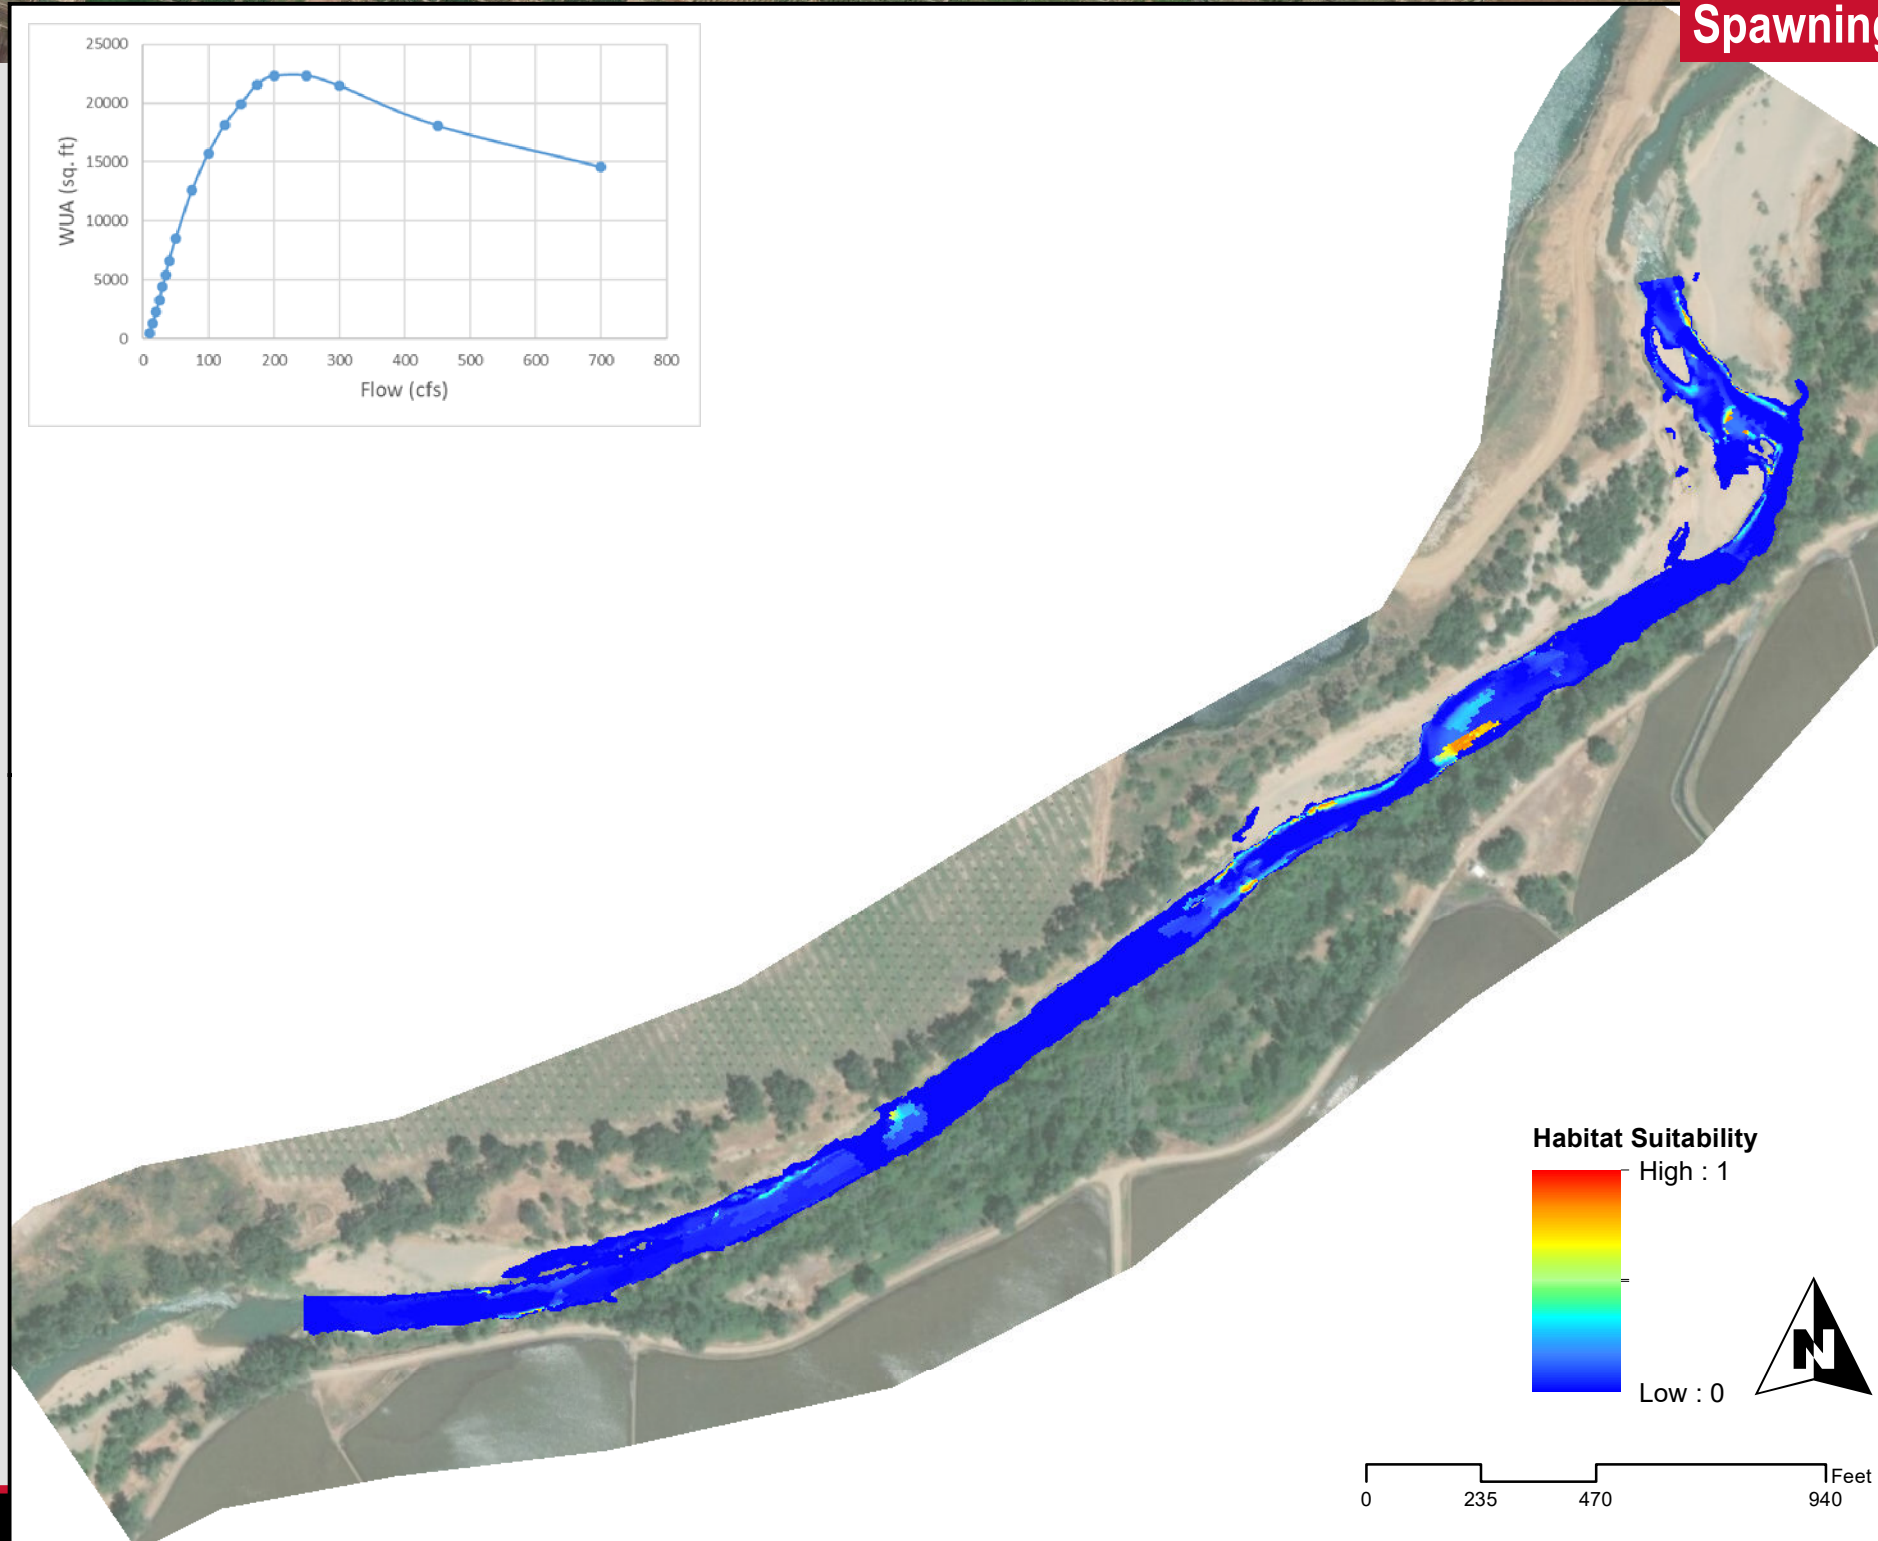 Spawning
25000
20000
15000
10000
5000
0
WUA (sq. ft)
0 100 200 300 400 500 600 700 800
Flow (cfs)
Habitat Suitability
High : 1
Low : 0
N
Feet
0 235 470 940